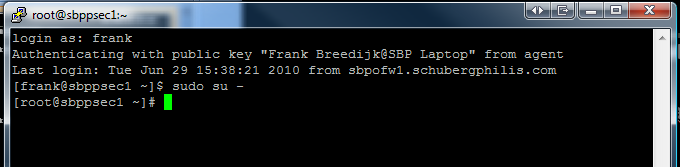 root@sbppsec1:~
login as: frank
Authenticating with public key "Frank Breedijk@SBP Laptop" from agent
Last login: Tue Jun 29 15:38:21 2010 from sbpofw1.schubergphilis.com
[frank@sbppsec1 ~]$ sudo su -
[root@sbppsec1 ~]#